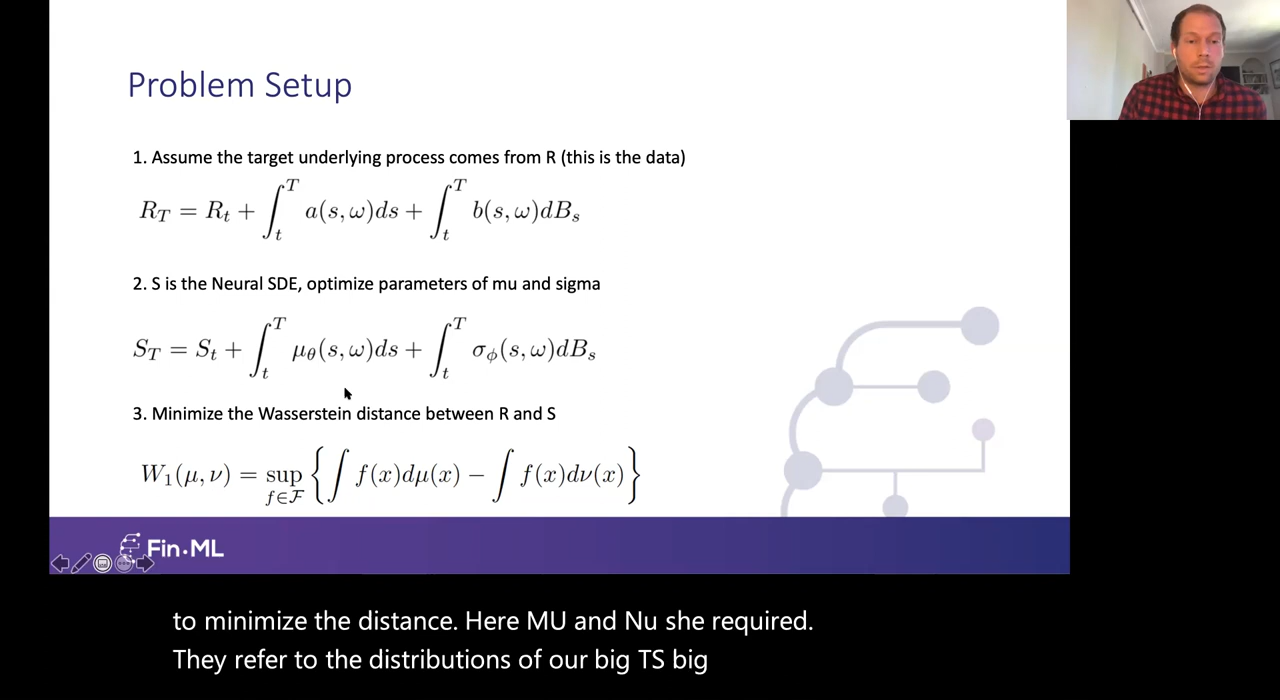 Problem Setup
1. Assume the target underlying process comes from R (this is the data)
R_T = R_t + ∫_t^T a(s, ω)ds + ∫_t^T b(s, ω)dB_s
2. S is the Neural SDE, optimize parameters of mu and sigma
S_T = S_t + ∫_t^T μ_θ(s, ω)ds + ∫_t^T σ_ϕ(s, ω)dB_s
3. Minimize the Wasserstein distance between R and S
W_1(μ, ν) = sup_{f∈ℱ} { ∫ f(x)dμ(x) − ∫ f(x)dν(x) }
Fin.ML
to minimize the distance. Here MU and Nu she required.
They refer to the distributions of our big TS big